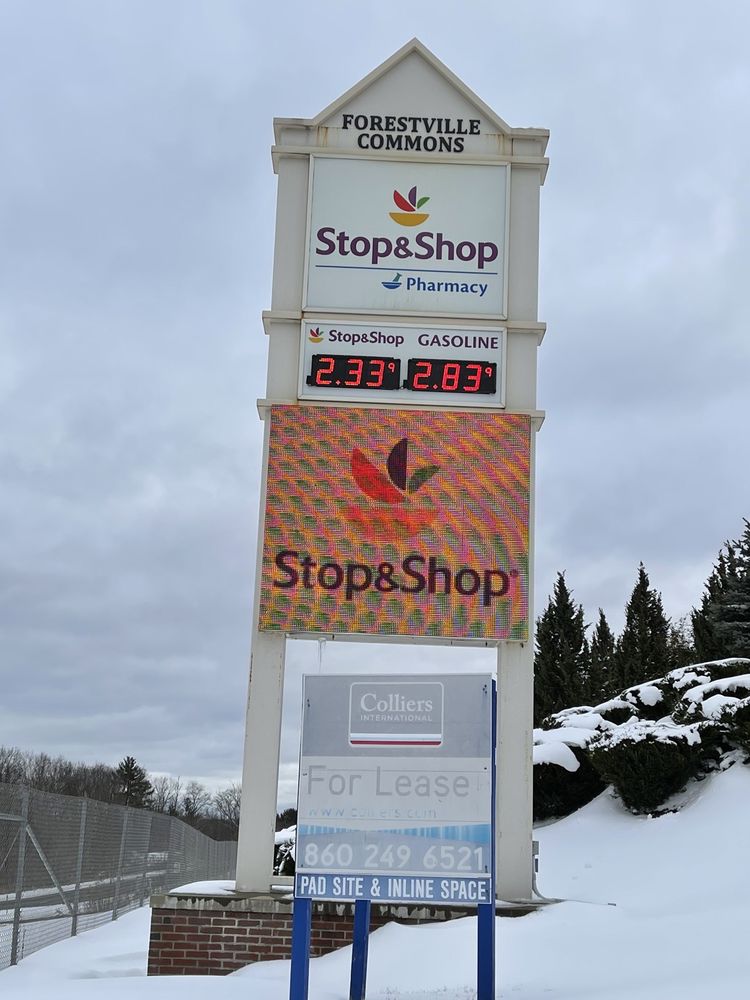 FORESTVILLE
COMMONS
Stop&Shop
Pharmacy
Stop&Shop GASOLINE
2.33⁹ 2.83⁹
Stop&Shop
Colliers
INTERNATIONAL
For Lease
www.colliers.com
860 249 6521
PAD SITE & INLINE SPACE